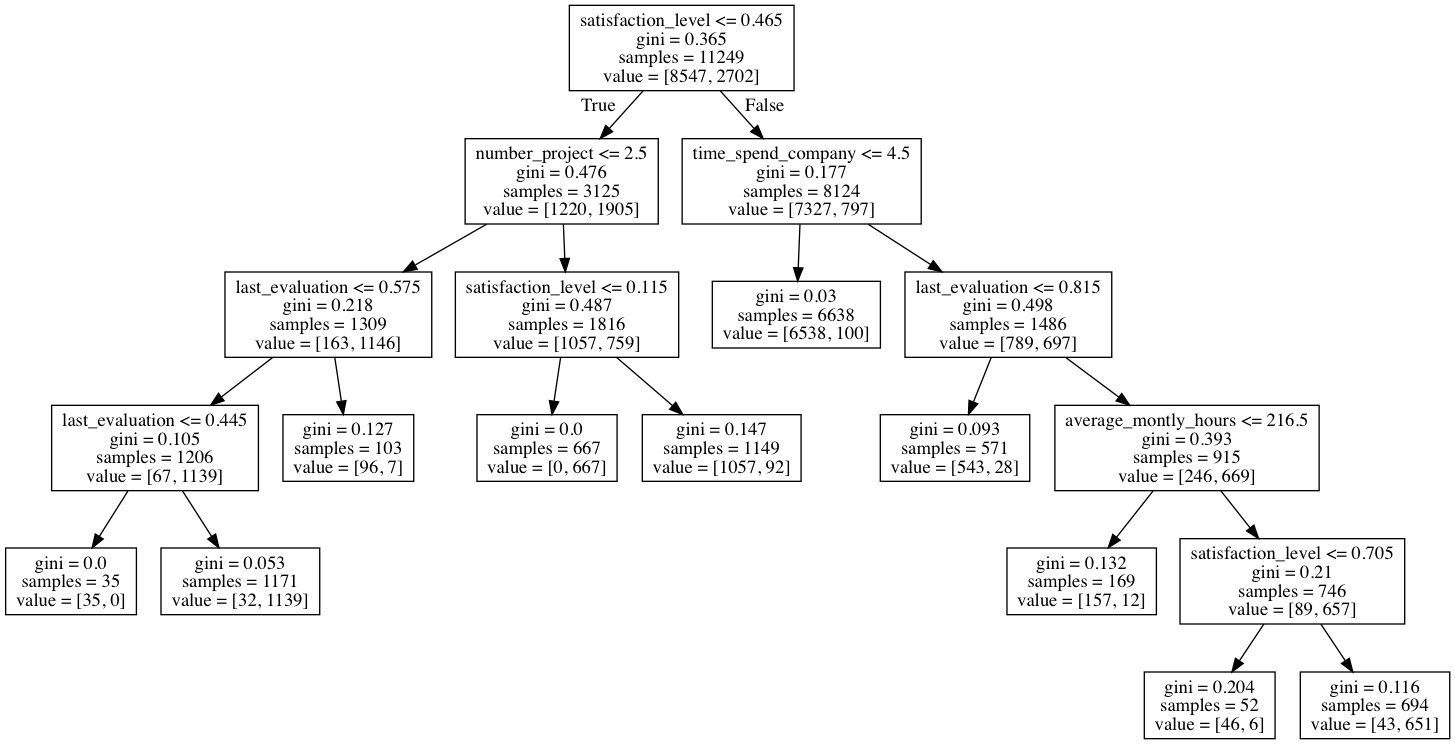 satisfaction_level <= 0.465
gini = 0.365
samples = 11249
value = [8547, 2702]
True
False
number_project <= 2.5
gini = 0.476
samples = 3125
value = [1220, 1905]
time_spend_company <= 4.5
gini = 0.177
samples = 8124
value = [7327, 797]
last_evaluation <= 0.575
gini = 0.218
samples = 1309
value = [163, 1146]
satisfaction_level <= 0.115
gini = 0.487
samples = 1816
value = [1057, 759]
gini = 0.03
samples = 6638
value = [6538, 100]
last_evaluation <= 0.815
gini = 0.498
samples = 1486
value = [789, 697]
last_evaluation <= 0.445
gini = 0.105
samples = 1206
value = [67, 1139]
gini = 0.127
samples = 103
value = [96, 7]
gini = 0.0
samples = 667
value = [0, 667]
gini = 0.147
samples = 1149
value = [1057, 92]
gini = 0.093
samples = 571
value = [543, 28]
average_montly_hours <= 216.5
gini = 0.393
samples = 915
value = [246, 669]
gini = 0.0
samples = 35
value = [35, 0]
gini = 0.053
samples = 1171
value = [32, 1139]
gini = 0.132
samples = 169
value = [157, 12]
satisfaction_level <= 0.705
gini = 0.21
samples = 746
value = [89, 657]
gini = 0.204
samples = 52
value = [46, 6]
gini = 0.116
samples = 694
value = [43, 651]